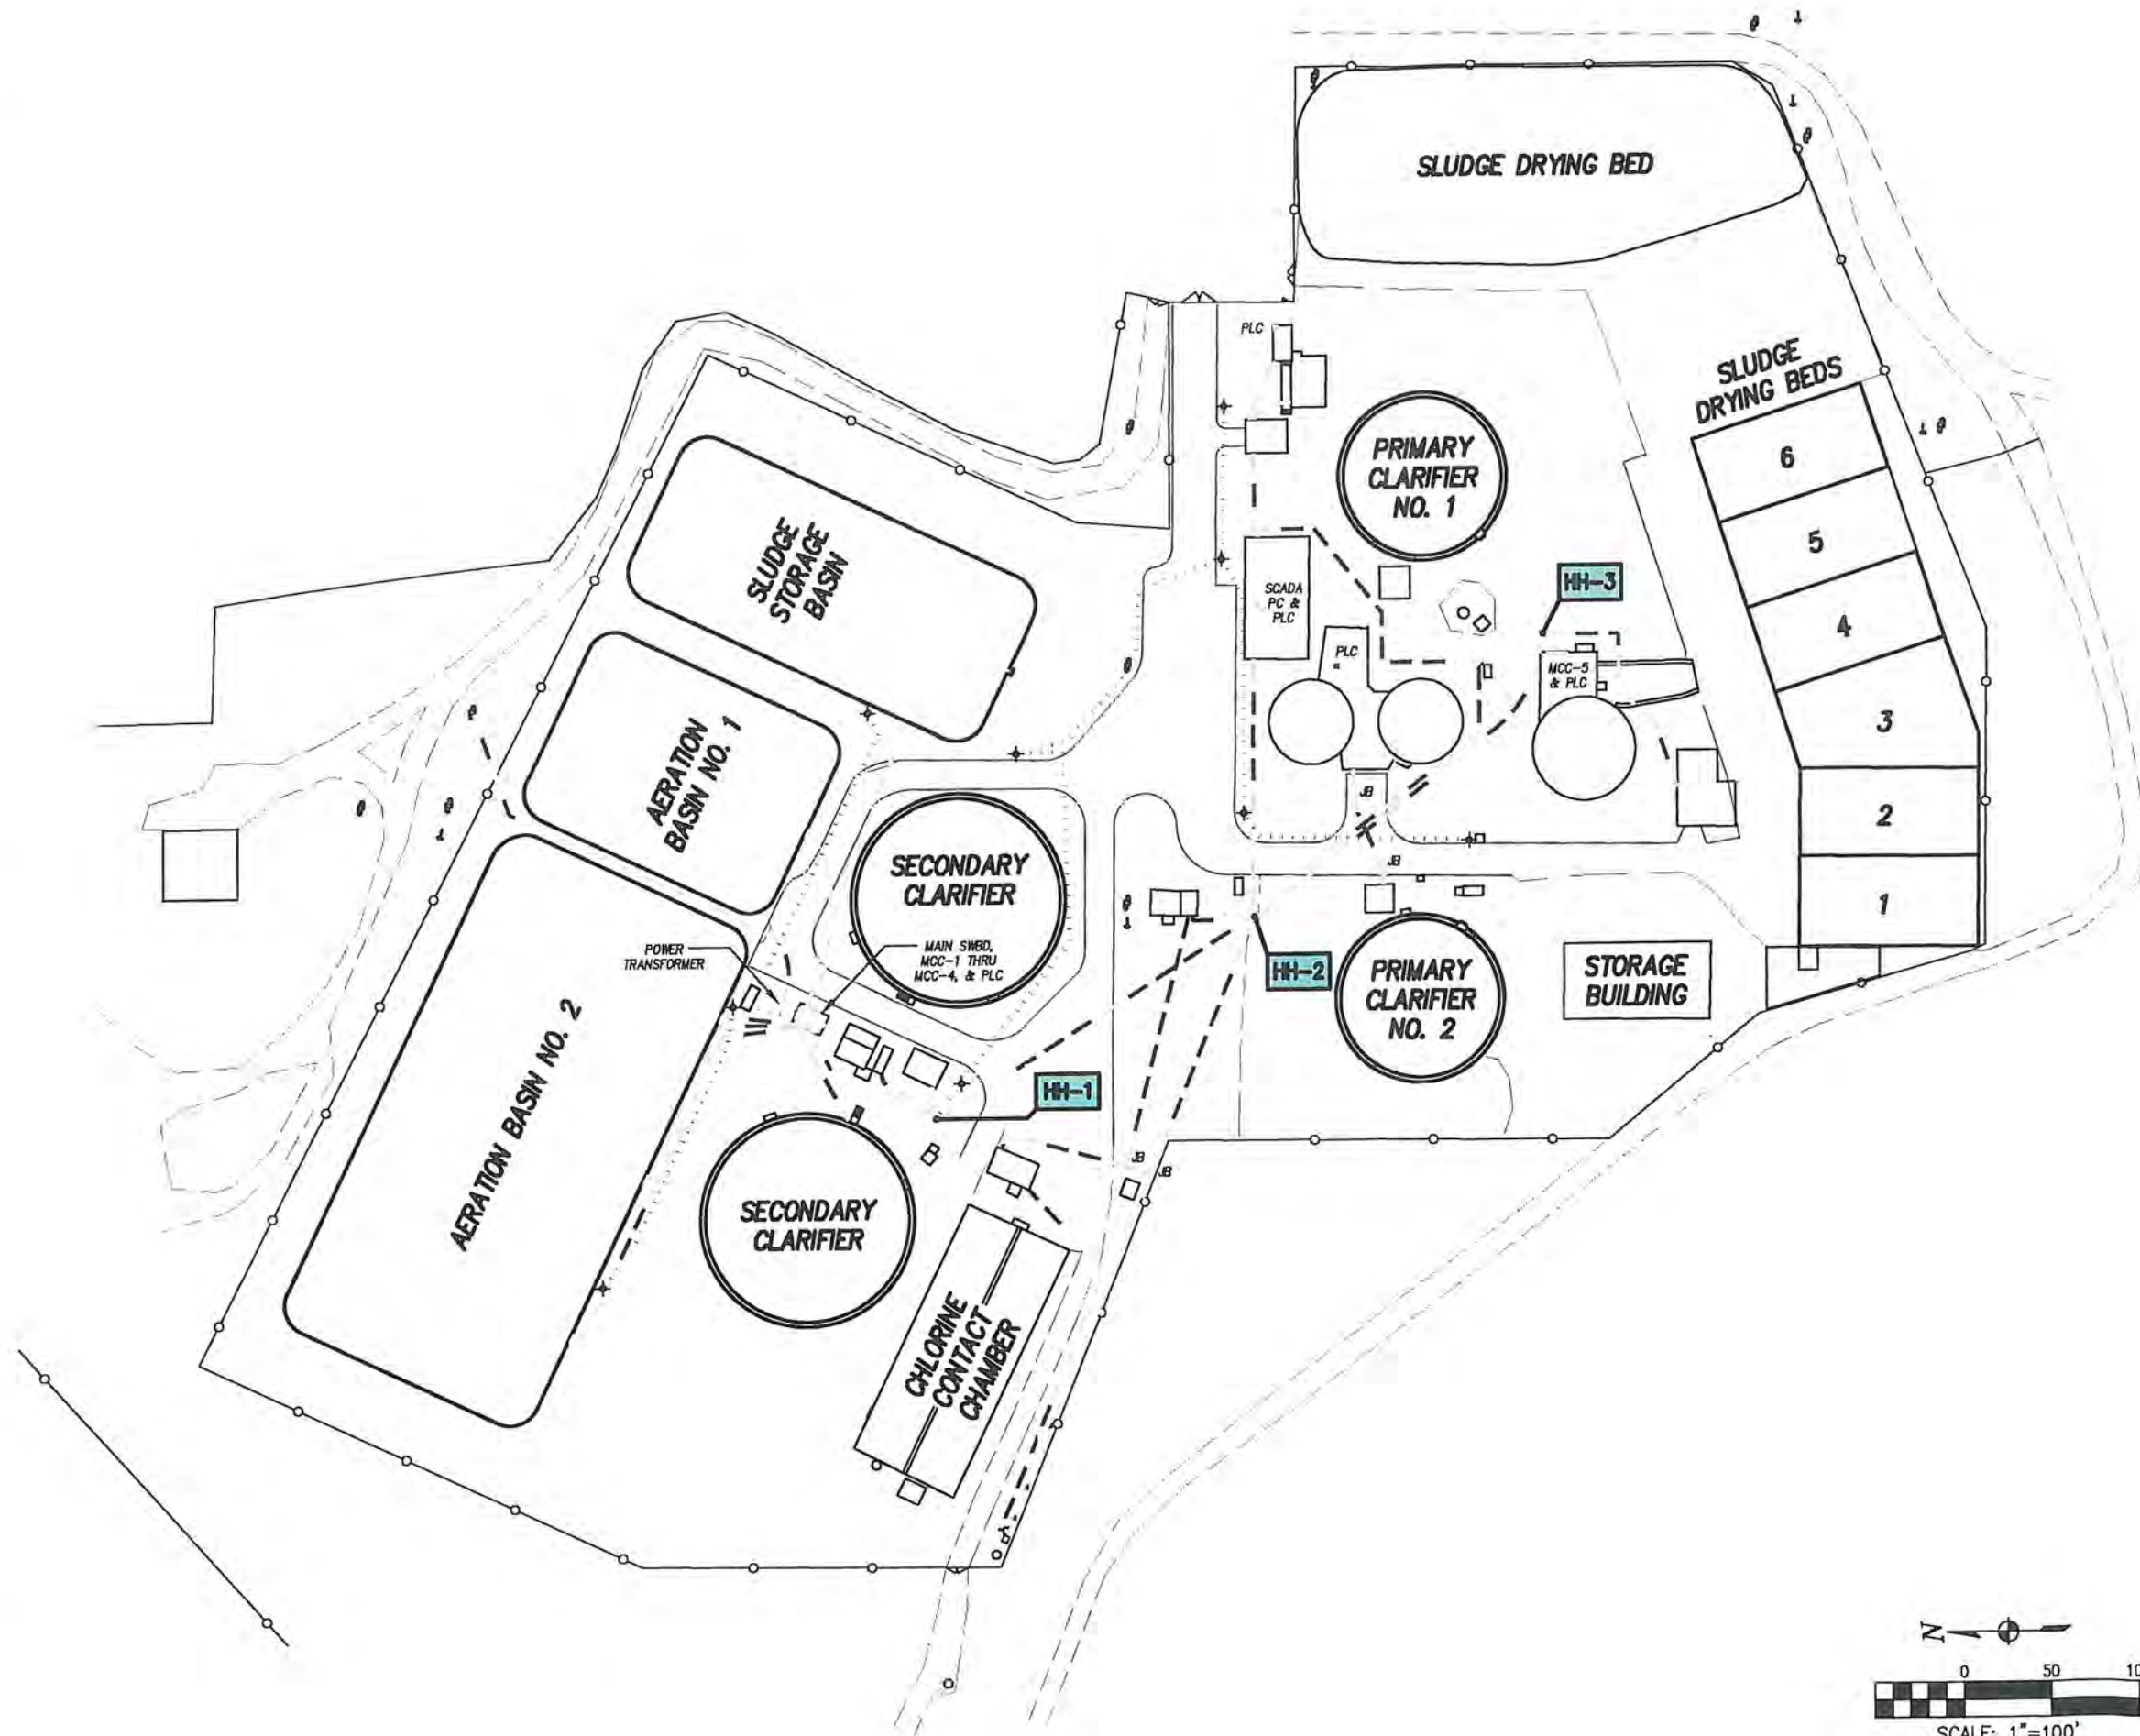 SLUDGE DRYING BED
PLC
SLUDGE
DRYING BEDS
6
5
4
3
2
1
PRIMARY
CLARIFIER
NO. 1
SLUDGE
STORAGE
BASIN
SCADA
PC &
PLC
HH-3
PLC
MCC-5
& PLC
AERATION
BASIN NO. 1
JB
JB
SECONDARY
CLARIFIER
POWER
TRANSFORMER
MAIN SWBD,
MCC-1 THRU
MCC-4, & PLC
HH-2
PRIMARY
CLARIFIER
NO. 2
STORAGE
BUILDING
AERATION BASIN NO. 2
HH-1
JB
JB
SECONDARY
CLARIFIER
CHLORINE
CONTACT
CHAMBER
N
0 50 10
SCALE: 1"=100'